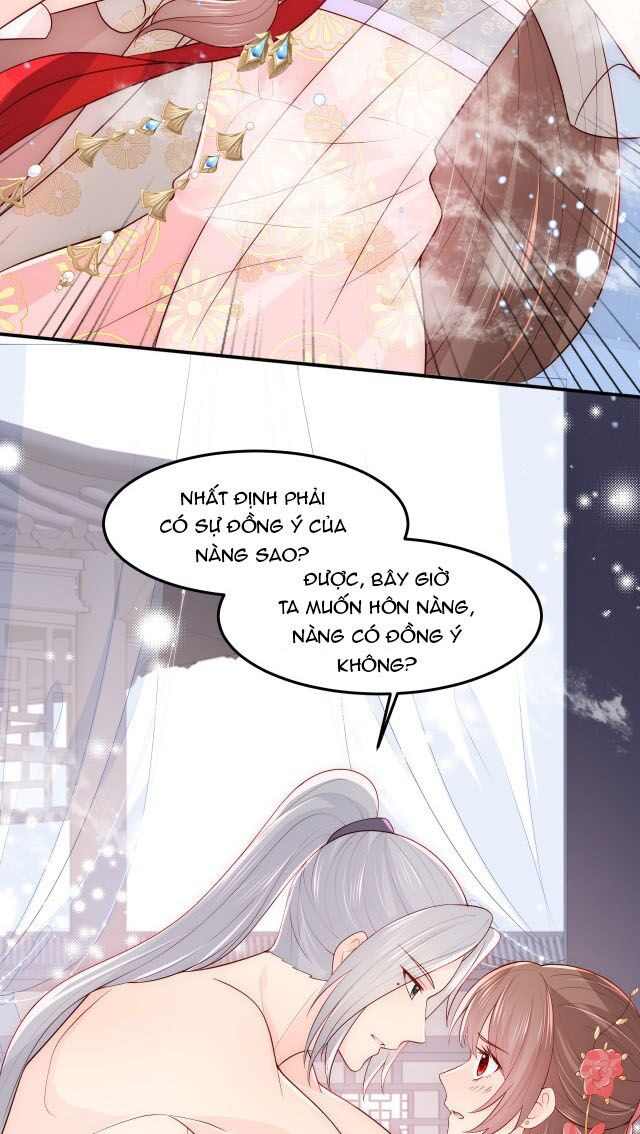 NHẤT ĐỊNH PHẢI
CÓ SỰ ĐỒNG Ý CỦA
NÀNG SAO?
ĐƯỢC, BÂY GIỜ
TA MUỐN HÔN NÀNG,
NÀNG CÓ ĐỒNG Ý
KHÔNG?